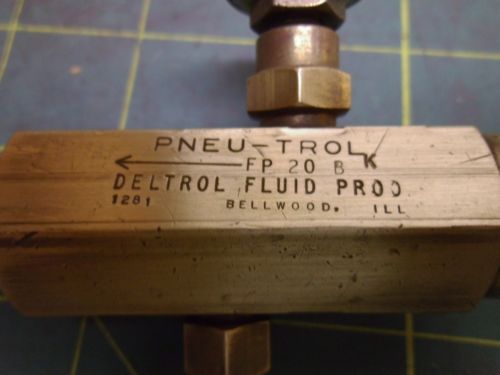 PNEU-TROL
FP 20 B K
DELTROL FLUID PROD.
1281 BELLWOOD. ILL